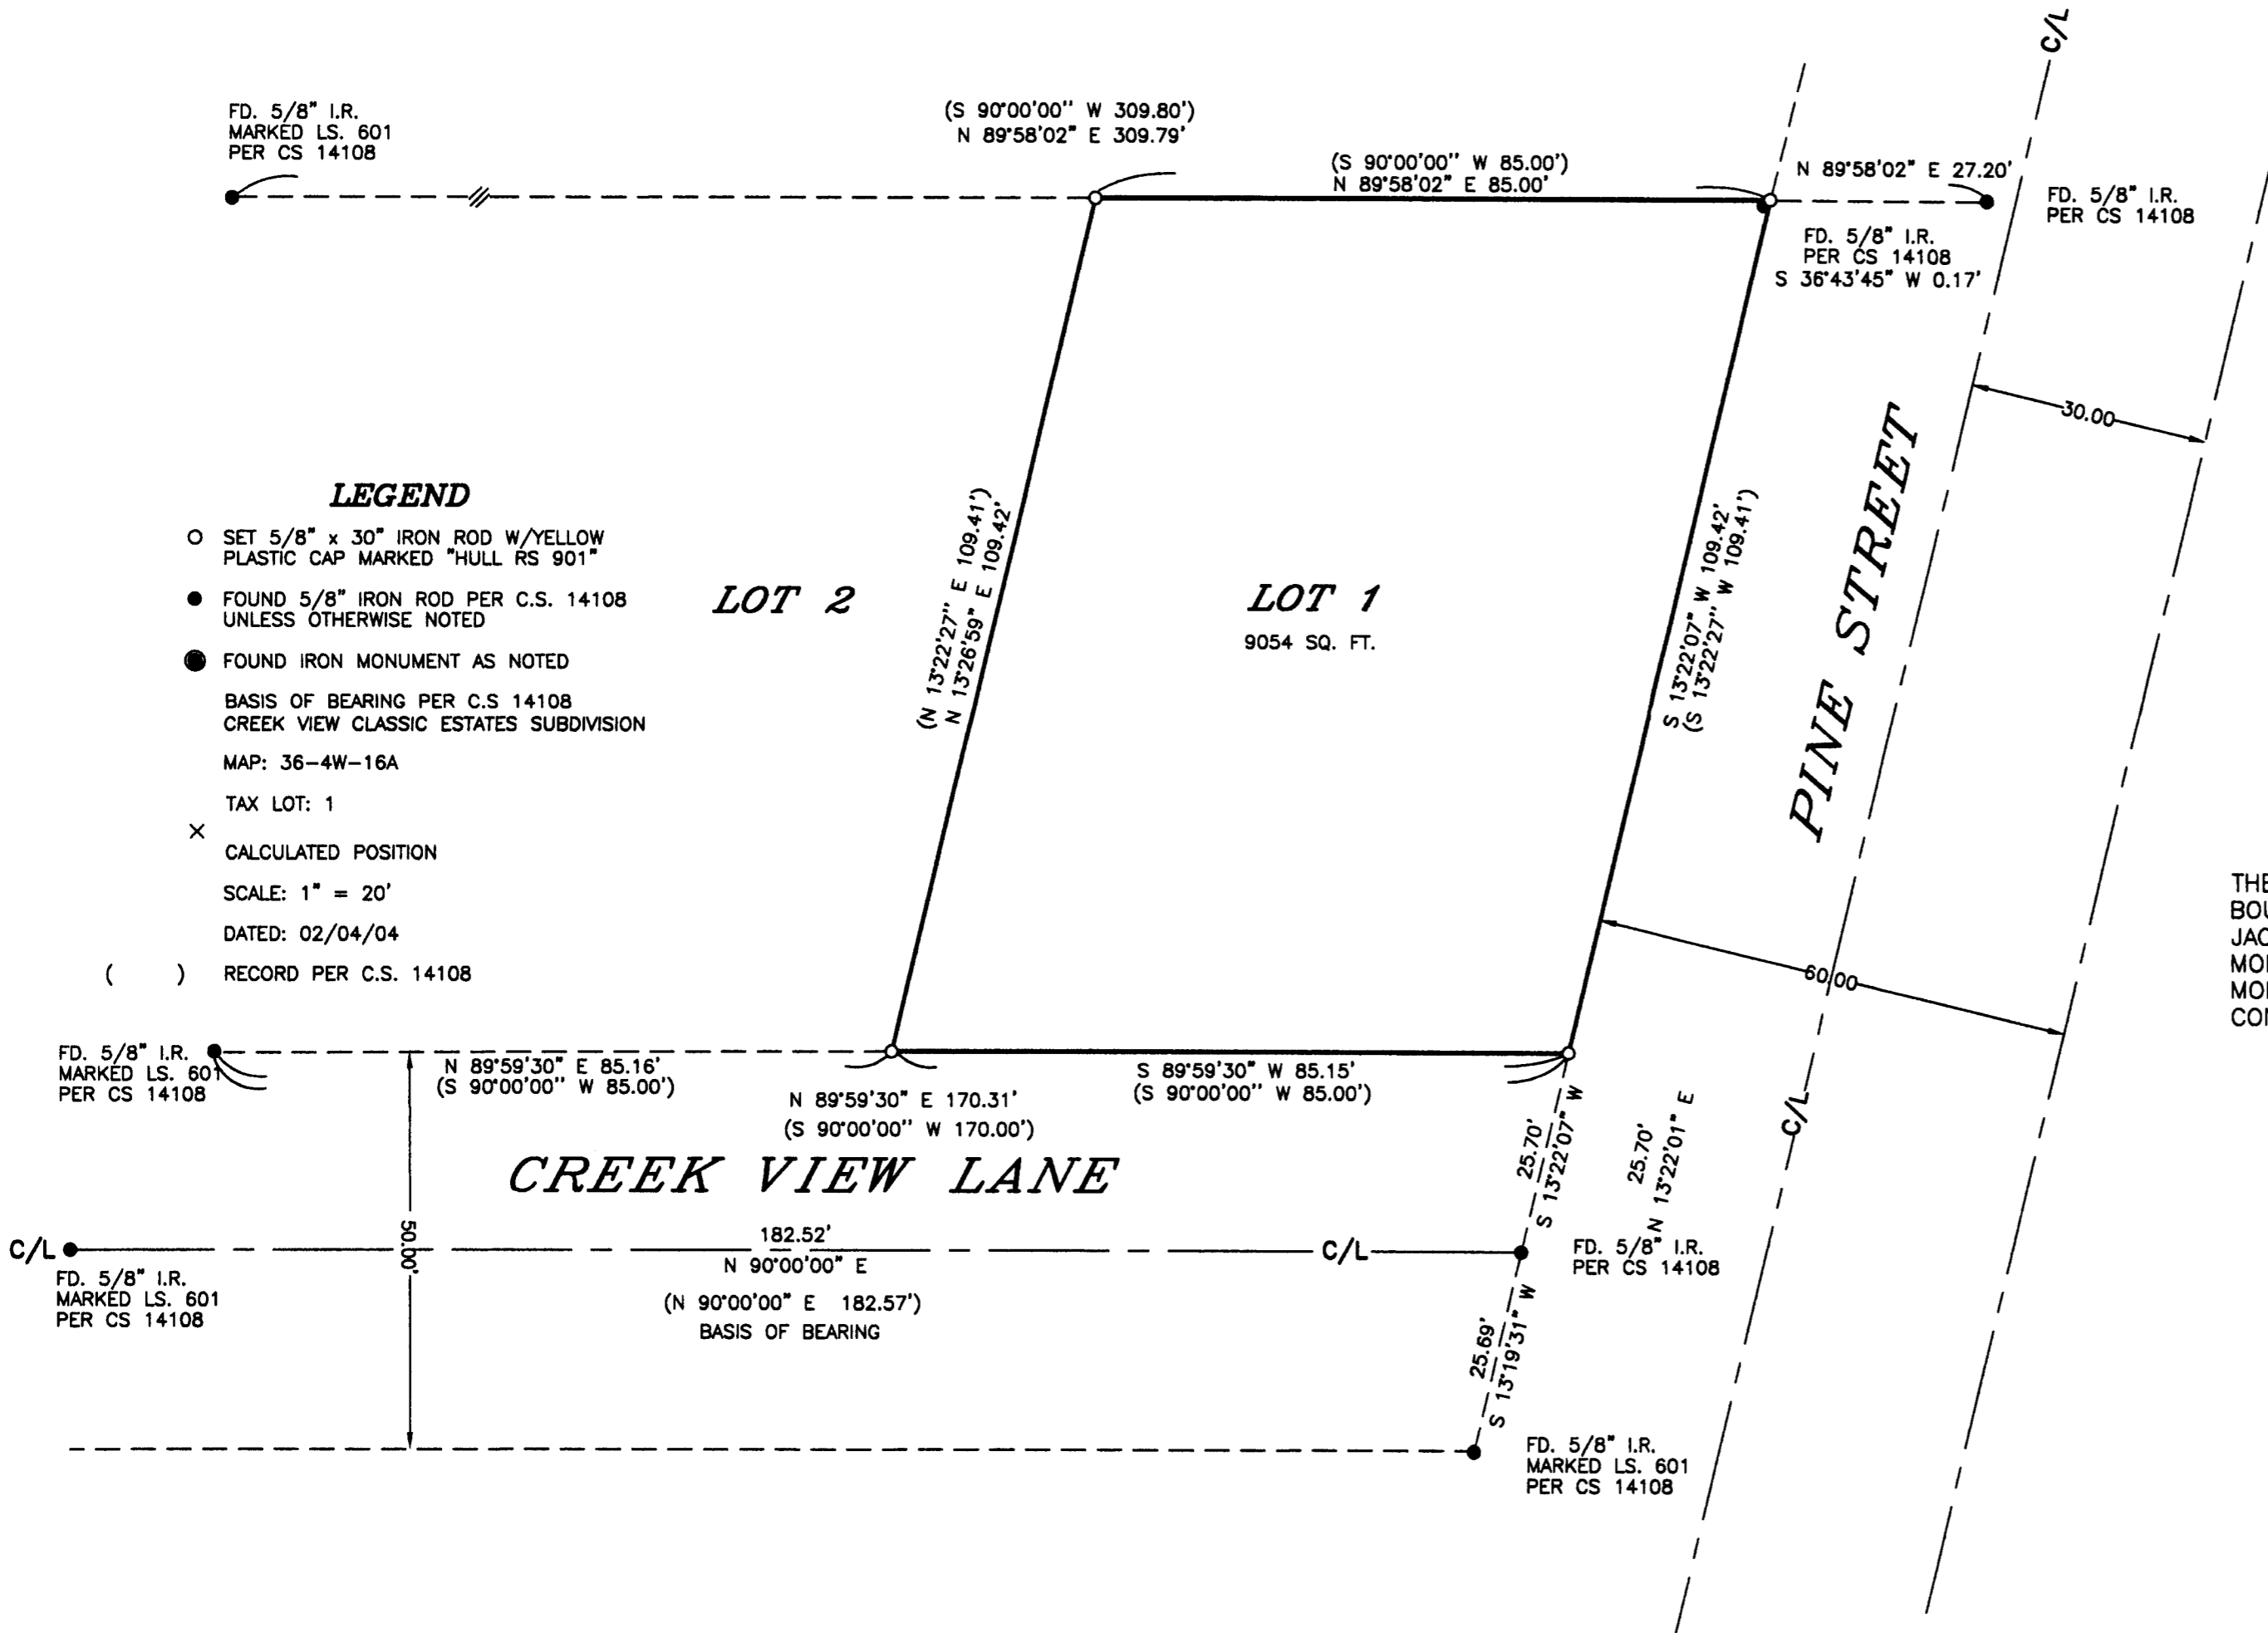 C/L
FD. 5/8" I.R.
MARKED LS. 601
PER CS 14108
(S 90°00'00'' W 309.80')
N 89°58'02" E 309.79'
(S 90°00'00'' W 85.00')
N 89°58'02" E 85.00'
N 89°58'02" E 27.20'
FD. 5/8" I.R.
PER CS 14108
FD. 5/8" I.R.
PER CS 14108
S 36°43'45" W 0.17'
30.00
PINE STREET
LEGEND
SET 5/8" x 30" IRON ROD W/YELLOW
PLASTIC CAP MARKED "HULL RS 901"
FOUND 5/8" IRON ROD PER C.S. 14108
UNLESS OTHERWISE NOTED
FOUND IRON MONUMENT AS NOTED
BASIS OF BEARING PER C.S 14108
CREEK VIEW CLASSIC ESTATES SUBDIVISION
MAP: 36-4W-16A
TAX LOT: 1
CALCULATED POSITION
SCALE: 1" = 20'
DATED: 02/04/04
( ) RECORD PER C.S. 14108
LOT 2
(N 13°22'27" E 109.41')
N 13°26'59" E 109.42'
LOT 1
9054 SQ. FT.
S 13°22'07" W 109.42'
(S 13°22'27" W 109.41')
60.00
THE
BOU
JAC
MO
MO
CO
FD. 5/8" I.R.
MARKED LS. 601
PER CS 14108
N 89°59'30" E 85.16'
(S 90°00'00'' W 85.00')
N 89°59'30" E 170.31'
(S 90°00'00'' W 170.00')
S 89°59'30" W 85.15'
(S 90°00'00'' W 85.00')
25.70'
S 13°22'07" W
25.70'
N 13°22'01" E
C/L
CREEK VIEW LANE
50.00'
C/L
182.52'
N 90°00'00" E
C/L
(N 90°00'00" E 182.57')
BASIS OF BEARING
FD. 5/8" I.R.
MARKED LS. 601
PER CS 14108
FD. 5/8" I.R.
PER CS 14108
25.69'
S 13°19'31" W
FD. 5/8" I.R.
MARKED LS. 601
PER CS 14108